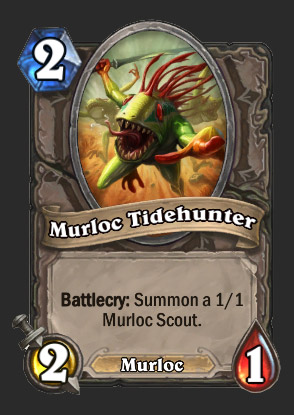 2
Murloc Tidehunter
Battlecry: Summon a 1/1
Murloc Scout.
2
Murloc
1